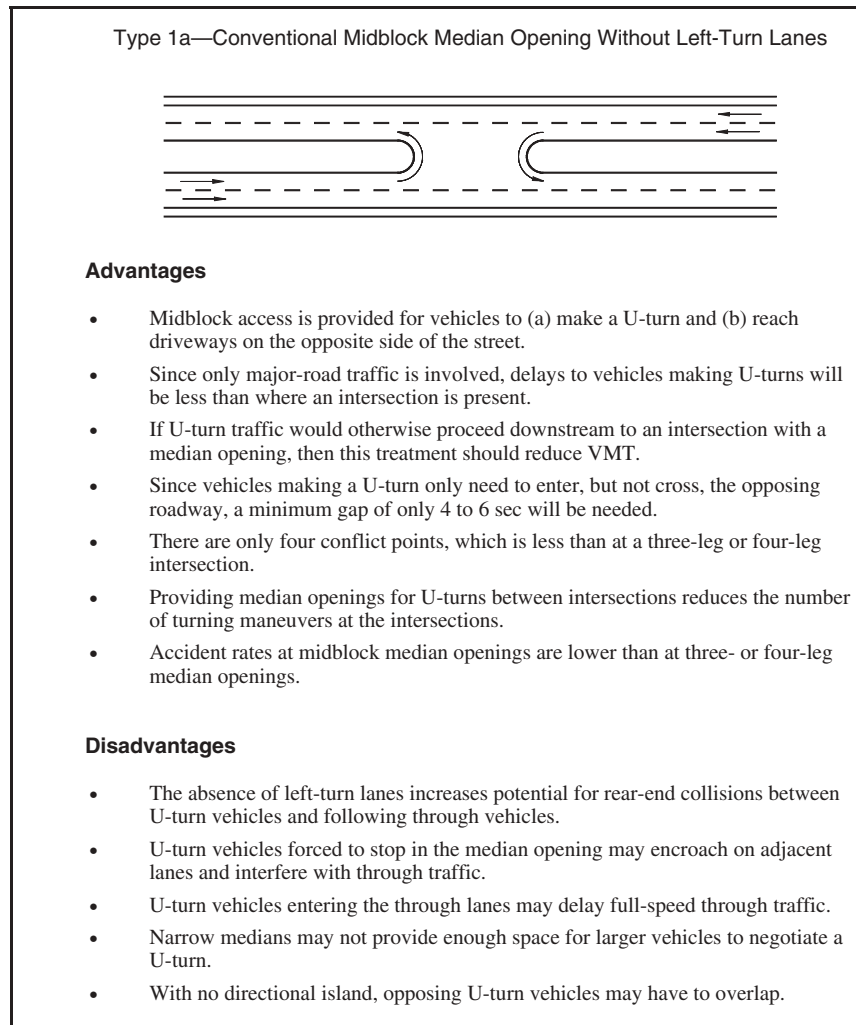 Type 1a—Conventional Midblock Median Opening Without Left-Turn Lanes
Advantages
• Midblock access is provided for vehicles to (a) make a U-turn and (b) reach
driveways on the opposite side of the street.
• Since only major-road traffic is involved, delays to vehicles making U-turns will
be less than where an intersection is present.
• If U-turn traffic would otherwise proceed downstream to an intersection with a
median opening, then this treatment should reduce VMT.
• Since vehicles making a U-turn only need to enter, but not cross, the opposing
roadway, a minimum gap of only 4 to 6 sec will be needed.
• There are only four conflict points, which is less than at a three-leg or four-leg
intersection.
• Providing median openings for U-turns between intersections reduces the number
of turning maneuvers at the intersections.
• Accident rates at midblock median openings are lower than at three- or four-leg
median openings.
Disadvantages
• The absence of left-turn lanes increases potential for rear-end collisions between
U-turn vehicles and following through vehicles.
• U-turn vehicles forced to stop in the median opening may encroach on adjacent
lanes and interfere with through traffic.
• U-turn vehicles entering the through lanes may delay full-speed through traffic.
• Narrow medians may not provide enough space for larger vehicles to negotiate a
U-turn.
• With no directional island, opposing U-turn vehicles may have to overlap.